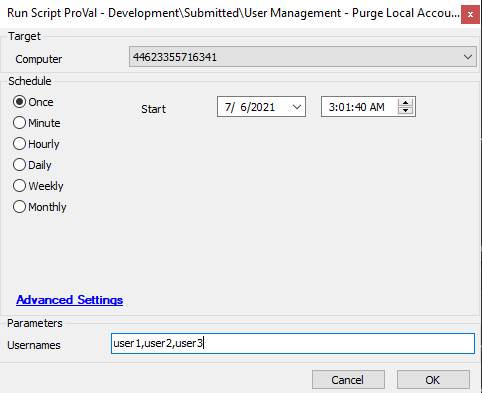 Run Script ProVal - Development\Submitted\User Management - Purge Local Accou...
Target
Computer 44623355716341
Schedule
Once Start 7/ 6/2021 3:01:40 AM
Minute
Hourly
Daily
Weekly
Monthly
Advanced Settings
Parameters
Usernames user1,user2,user3
Cancel OK